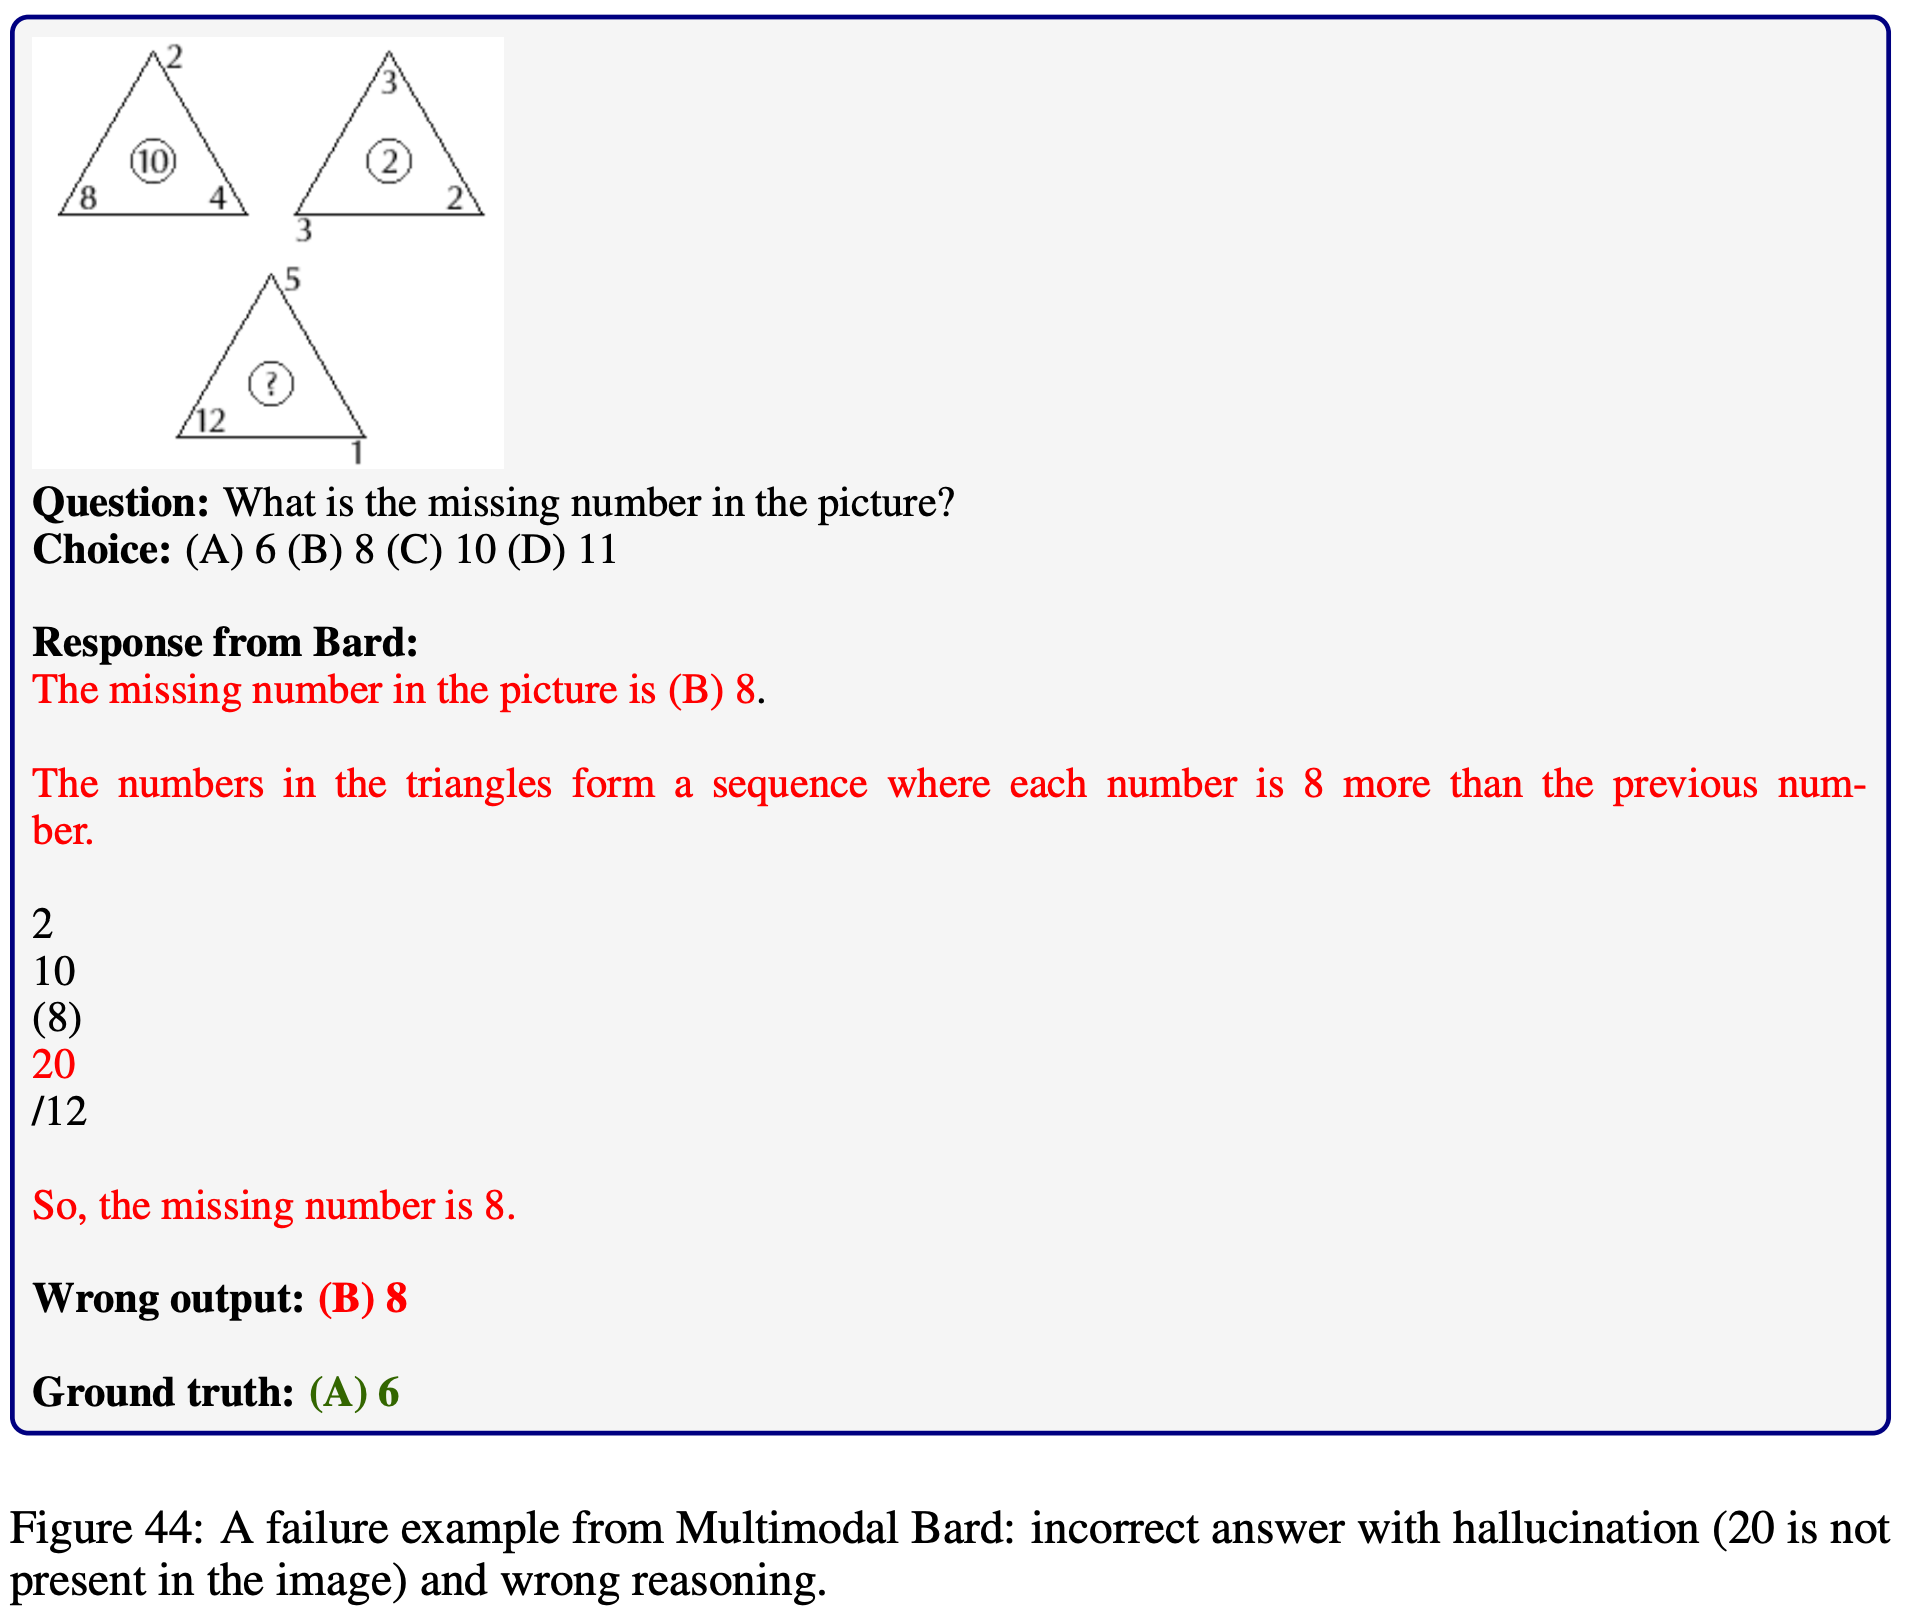 2
3
10
2
8
4
2
3
5
?
12
1
Question: What is the missing number in the picture?
Choice: (A) 6 (B) 8 (C) 10 (D) 11
Response from Bard:
The missing number in the picture is (B) 8.
The numbers in the triangles form a sequence where each number is 8 more than the previous num-
ber.
2
10
(8)
20
/12
So, the missing number is 8.
Wrong output: (B) 8
Ground truth: (A) 6
Figure 44: A failure example from Multimodal Bard: incorrect answer with hallucination (20 is not
present in the image) and wrong reasoning.